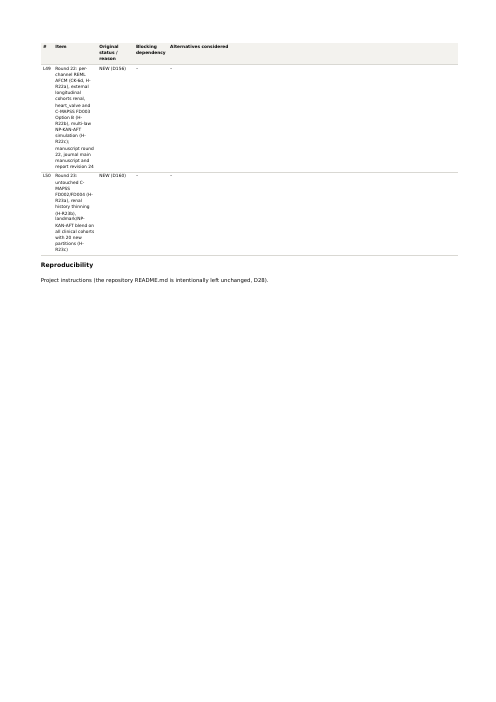 # Item Original status / reason Blocking dependency Alternatives considered
L49 Round 22: per- NEW (D156) – –
channel REML
AFCM (CK-6d, H-
R22a), external
longitudinal
cohorts renal,
heart_valve and
C-MAPSS FD003
Option B (H-
R22b), multi-law
NP-KAN-AFT
simulation (H-
R22c);
manuscript round
22, journal main
manuscript and
report revision 24
L50 Round 23: NEW (D160) – –
untouched C-
MAPSS
FD002/FD004 (H-
R23a), renal
history thinning
(H-R23b),
landmark/NP-
KAN-AFT blend on
all clinical cohorts
with 20 new
partitions (H-
R23c)
Reproducibility
Project instructions (the repository README.md is intentionally left unchanged, D28).